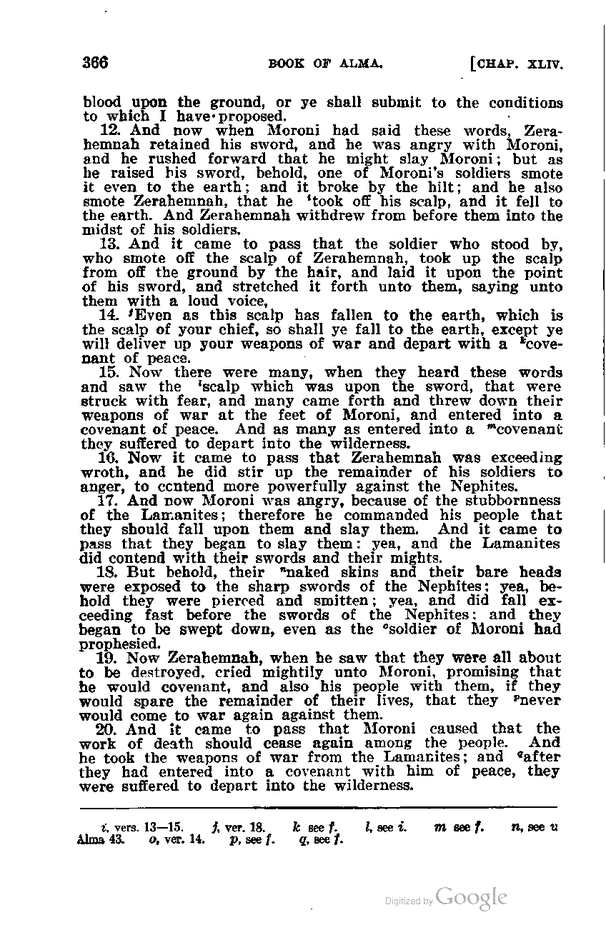 366 BOOK OF ALMA. [CHAP. XLIV.
blood upon the ground, or ye shall submit to the conditions
to which I have proposed.
12. And now when Moroni had said these words, Zera-
hemnah retained his sword, and he was angry with Moroni,
and he rushed forward that he might slay Moroni; but as
he raised his sword, behold, one of Moroni's soldiers smote
it even to the earth; and it broke by the hilt; and he also
smote Zerahemnah, that he ⁱtook off his scalp, and it fell to
the earth. And Zerahemnah withdrew from before them into the
midst of his soldiers.
13. And it came to pass that the soldier who stood by,
who smote off the scalp of Zerahemnah, took up the scalp
from off the ground by the hair, and laid it upon the point
of his sword, and stretched it forth unto them, saying unto
them with a loud voice,
14. ʲEven as this scalp has fallen to the earth, which is
the scalp of your chief, so shall ye fall to the earth, except ye
will deliver up your weapons of war and depart with a ᵏcove-
nant of peace.
15. Now there were many, when they heard these words
and saw the ˡscalp which was upon the sword, that were
struck with fear, and many came forth and threw down their
weapons of war at the feet of Moroni, and entered into a
covenant of peace. And as many as entered into a ᵐcovenant
they suffered to depart into the wilderness.
16. Now it came to pass that Zerahemnah was exceeding
wroth, and he did stir up the remainder of his soldiers to
anger, to contend more powerfully against the Nephites.
17. And now Moroni was angry, because of the stubbornness
of the Lamanites; therefore he commanded his people that
they should fall upon them and slay them. And it came to
pass that they began to slay them: yea, and the Lamanites
did contend with their swords and their mights.
18. But behold, their ⁿnaked skins and their bare heads
were exposed to the sharp swords of the Nephites; yea, be-
hold they were pierced and smitten; yea, and did fall ex-
ceeding fast before the swords of the Nephites; and they
began to be swept down, even as the ᵒsoldier of Moroni had
prophesied.
19. Now Zerahemnah, when he saw that they were all about
to be destroyed, cried mightily unto Moroni, promising that
he would covenant, and also his people with them, if they
would spare the remainder of their lives, that they ᵖnever
would come to war again against them.
20. And it came to pass that Moroni caused that the
work of death should cease again among the people. And
he took the weapons of war from the Lamanites; and qafter
they had entered into a covenant with him of peace, they
were suffered to depart into the wilderness.
i, vers. 13—15. j, ver. 18. k see f. l, see i. m see f. n, see u
Alma 43. o, ver. 14. p, see f. q, see f.
Digitized by Google